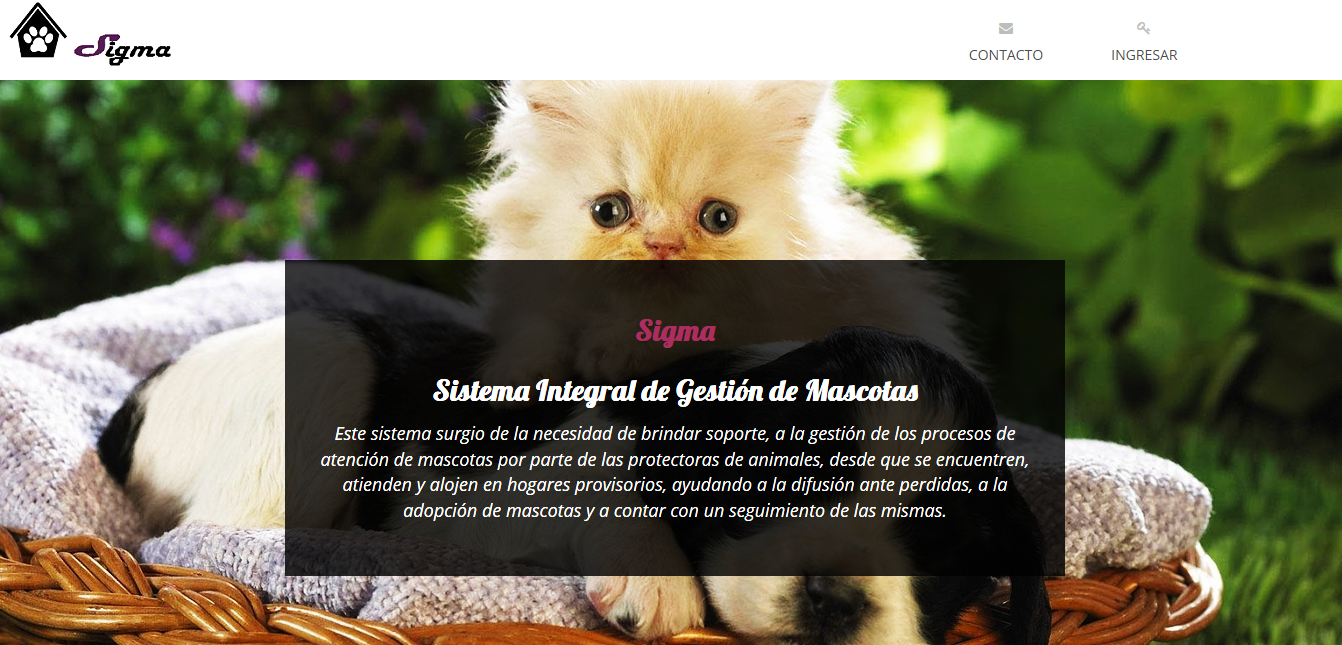 Sigma
CONTACTO
INGRESAR
Sigma
Sistema Integral de Gestión de Mascotas
Este sistema surgio de la necesidad de brindar soporte, a la gestión de los procesos de
atención de mascotas por parte de las protectoras de animales, desde que se encuentren,
atienden y alojen en hogares provisorios, ayudando a la difusión ante perdidas, a la
adopción de mascotas y a contar con un seguimiento de las mismas.